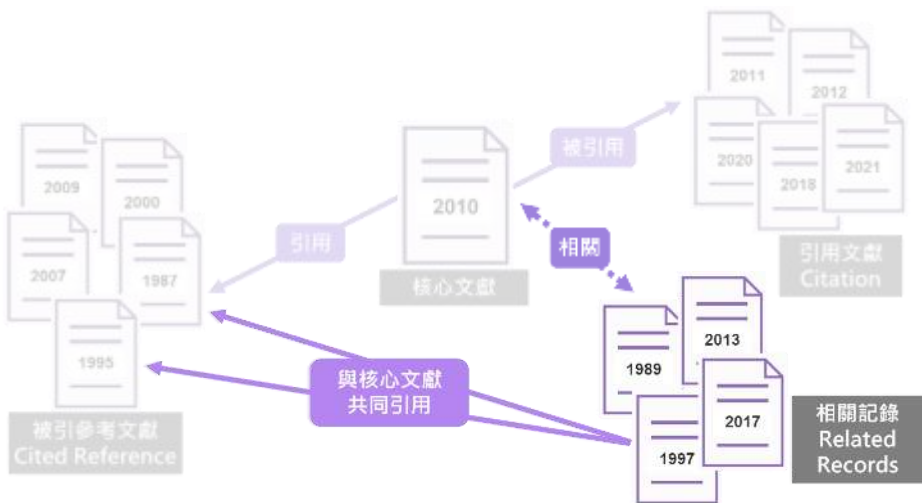 2009
2000
2007
1987
1995
被引參考文獻
Cited Reference
引用
2010
核心文獻
被引用
2011
2012
2020
2018
2021
引用文獻
Citation
相關
與核心文獻
共同引用
1989
2013
1997
2017
相關記錄
Related
Records